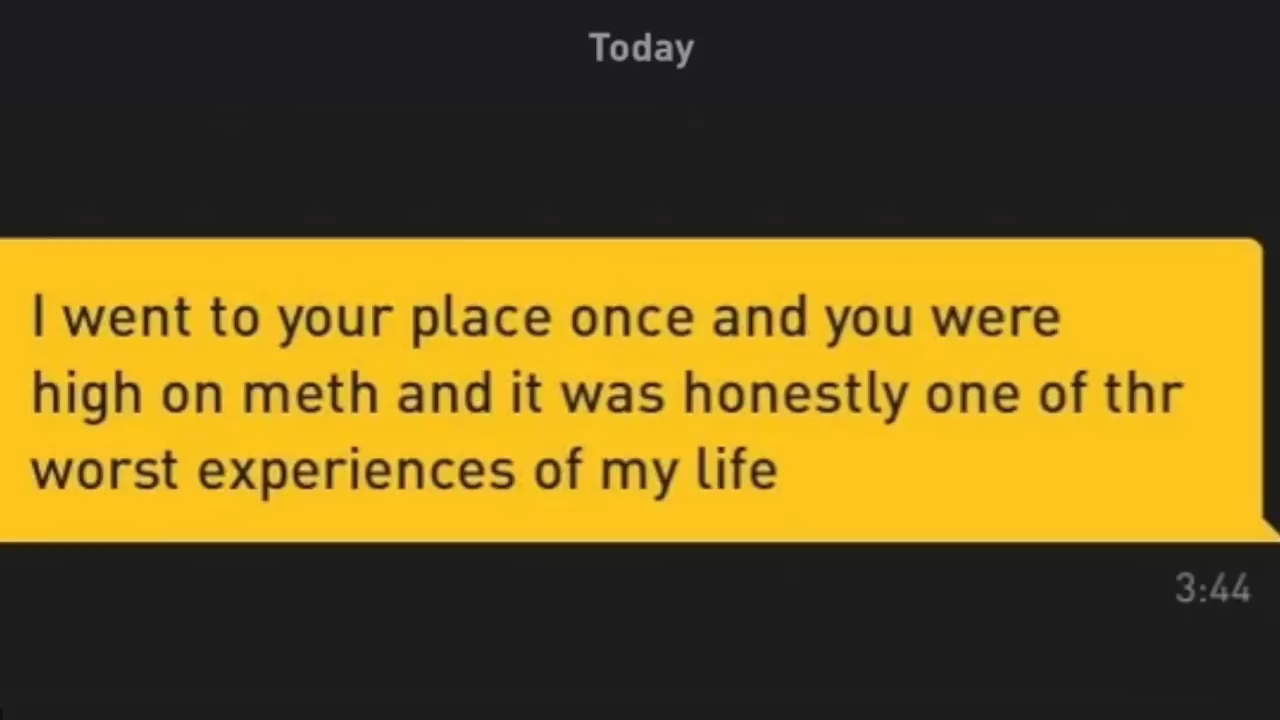 Today
I went to your place once and you were
high on meth and it was honestly one of thr
worst experiences of my life
3:44